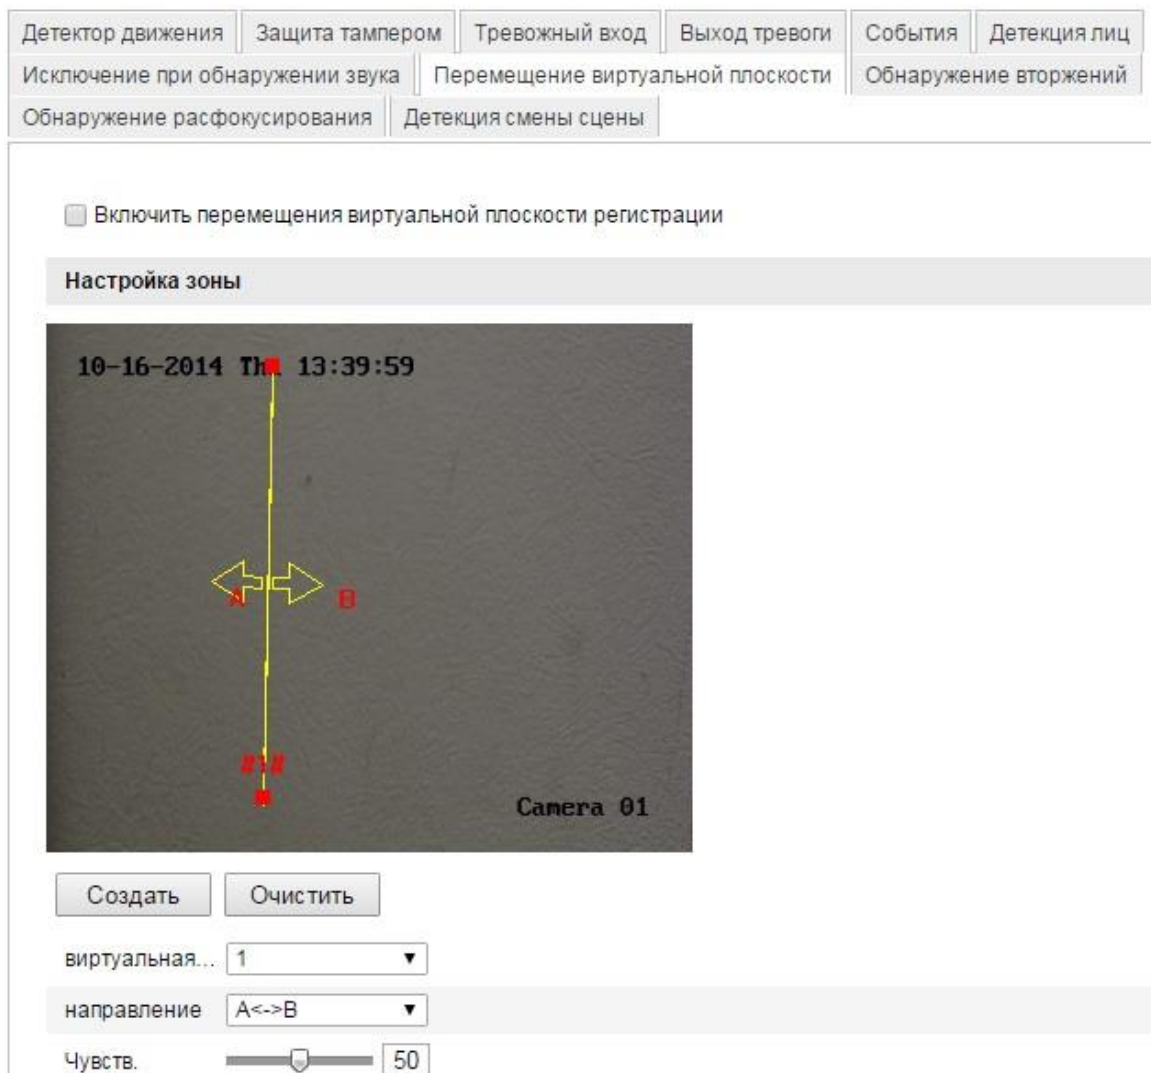 Детектор движения Защита тампером Тревожный вход Выход тревоги События Детекция лиц
Исключение при обнаружении звука Перемещение виртуальной плоскости Обнаружение вторжений
Обнаружение расфокусирования Детекция смены сцены
Включить перемещения виртуальной плоскости регистрации
Настройка зоны
10-16-2014 13:39:59
A B
Camera 01
Создать Очистить
виртуальная... 1
направление A<->B
Чувств. 50